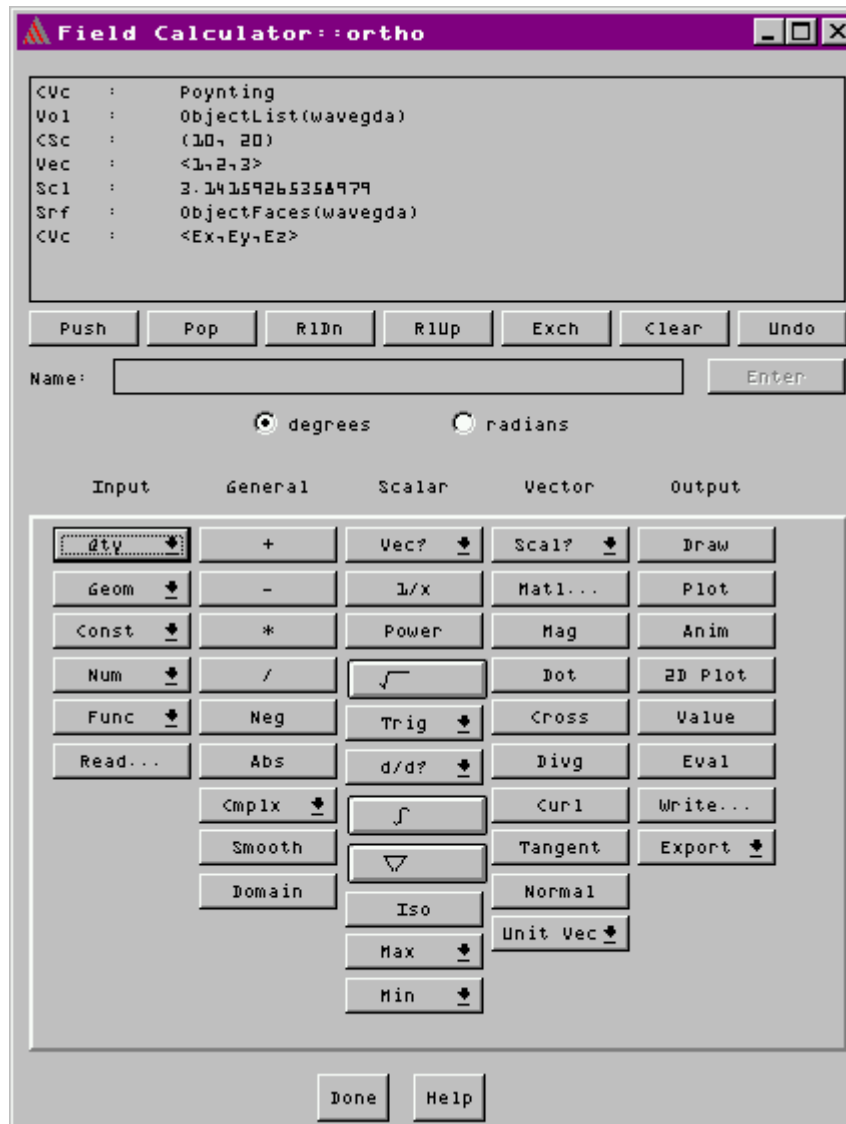 Field Calculator::ortho
CVc : Poynting
Vol : ObjectList(wavegda)
CSc : (10, 20)
Vec : <1,2,3>
Scl : 3.14159265358979
Srf : ObjectFaces(wavegda)
CVc : <Ex,Ey,Ez>
Push Pop RlDn RlUp Exch Clear Undo
Name: Enter
degrees radians
Input General Scalar Vector Output
Qty + Vec? Scal? Draw
Geom - 1/x Matl... Plot
Const * Power Mag Anim
Num / √ Dot 2D Plot
Func Neg Trig Cross Value
Read... Abs d/d? Divg Eval
Cmplx ∫ Curl Write...
Smooth ▽ Tangent Export
Domain Iso Normal
Max Unit Vec
Min
Done Help